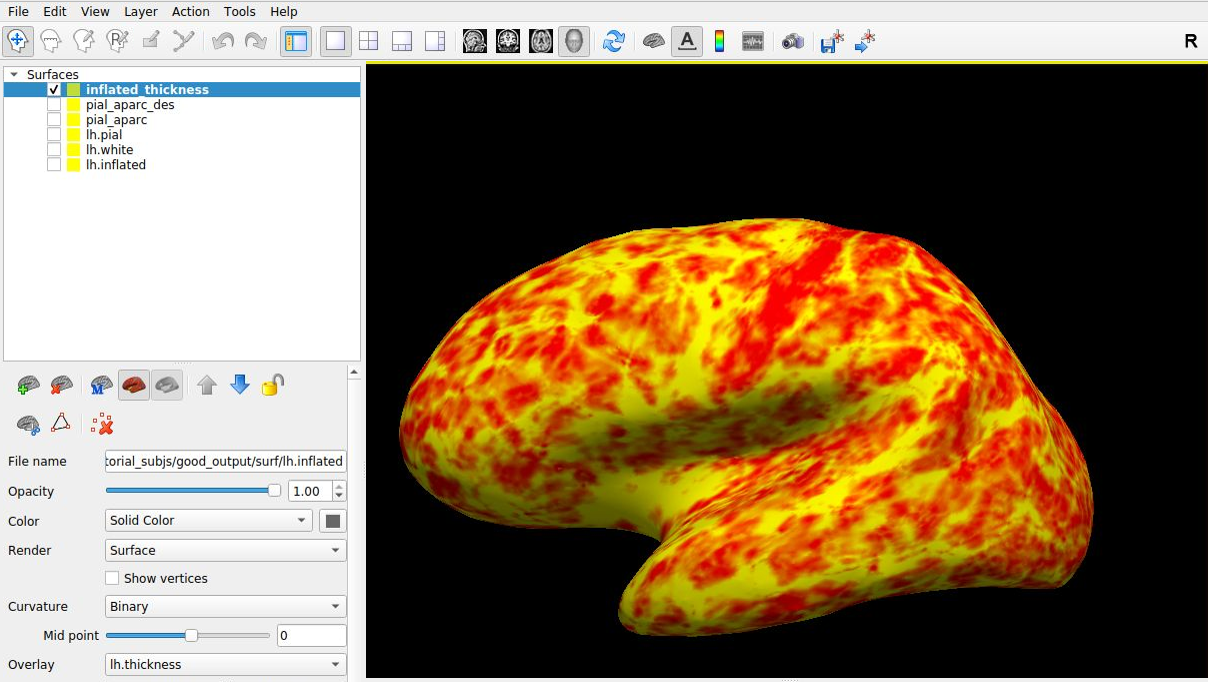 File Edit View Layer Action Tools Help
R
A
R
Surfaces
inflated_thickness
pial_aparc_des
pial_aparc
lh.pial
lh.white
lh.inflated
M
File name :orial_subjs/good_output/surf/lh.inflated
Opacity 1.00
Color Solid Color
Render Surface
Show vertices
Curvature Binary
Mid point 0
Overlay lh.thickness